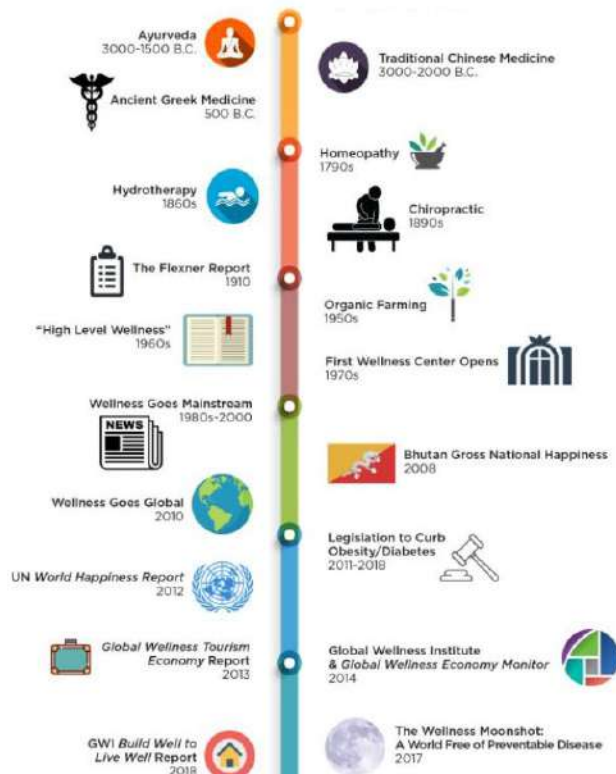 Ayurveda
3000-1500 B.C.
Traditional Chinese Medicine
3000-2000 B.C.
Ancient Greek Medicine
500 B.C.
Homeopathy
1790s
Hydrotherapy
1860s
Chiropractic
1890s
The Flexner Report
1910
Organic Farming
1950s
“High Level Wellness”
1960s
First Wellness Center Opens
1970s
Wellness Goes Mainstream
1980s-2000
NEWS
Bhutan Gross National Happiness
2008
Wellness Goes Global
2010
Legislation to Curb
Obesity/Diabetes
2011-2018
UN World Happiness Report
2012
Global Wellness Tourism
Economy Report
2013
Global Wellness Institute
& Global Wellness Economy Monitor
2014
The Wellness Moonshot:
A World Free of Preventable Disease
2017
GWI Build Well to
Live Well Report
2018